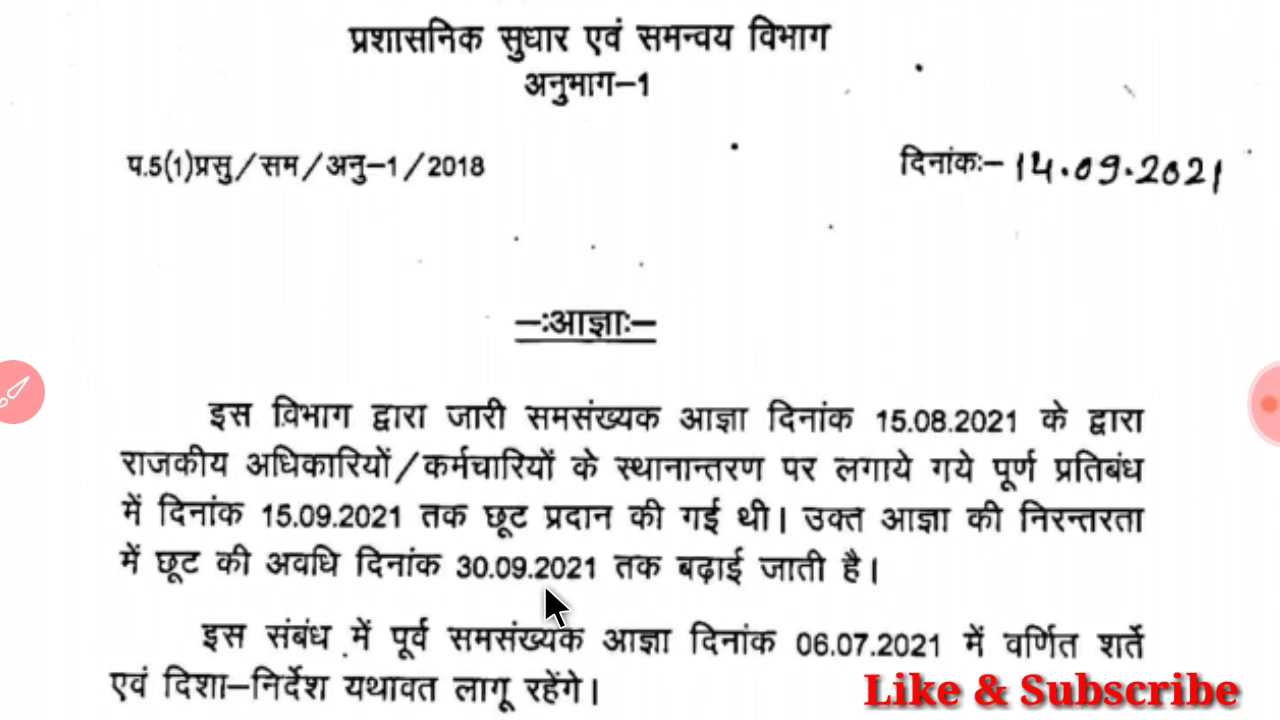 प्रशासनिक सुधार एवं समन्वय विभाग
अनुभाग–1
प.5(1)प्रसु/सम/अनु–1/2018
दिनांकः– 14.09.2021
–:आज्ञाः–
इस विभाग द्वारा जारी समसंख्यक आज्ञा दिनांक 15.08.2021 के द्वारा
राजकीय अधिकारियों/कर्मचारियों के स्थानान्तरण पर लगाये गये पूर्ण प्रतिबंध
में दिनांक 15.09.2021 तक छूट प्रदान की गई थी। उक्त आज्ञा की निरन्तरता
में छूट की अवधि दिनांक 30.09.2021 तक बढ़ाई जाती है।
इस संबंध में पूर्व समसंख्यक आज्ञा दिनांक 06.07.2021 में वर्णित शर्ते
एवं दिशा–निर्देश यथावत लागू रहेंगे।
Like & Subscribe